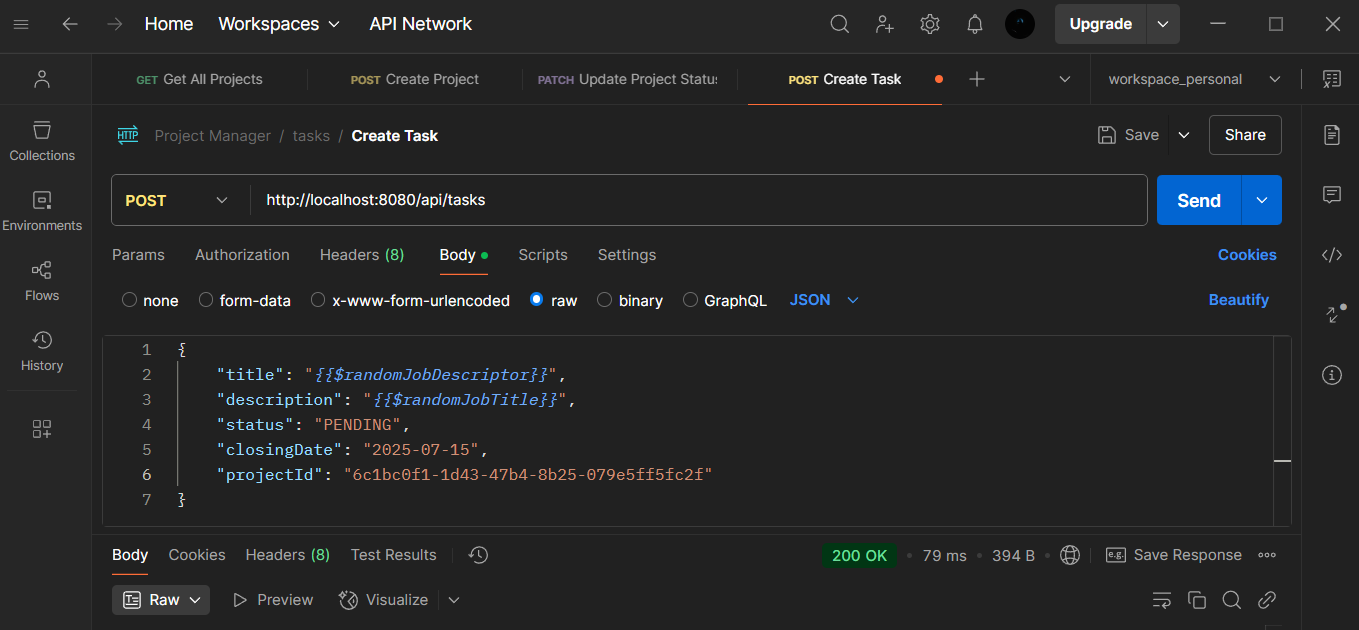 Home Workspaces API Network Upgrade
GET Get All Projects POST Create Project PATCH Update Project Status POST Create Task workspace_personal
HTTP Project Manager / tasks / Create Task Save Share
Collections
POST http://localhost:8080/api/tasks Send
Environments
Params Authorization Headers (8) Body Scripts Settings Cookies
Flows
none form-data x-www-form-urlencoded raw binary GraphQL JSON Beautify
History
1 {
2 "title": "{{$randomJobDescriptor}}",
3 "description": "{{$randomJobTitle}}",
4 "status": "PENDING",
5 "closingDate": "2025-07-15",
6 "projectId": "6c1bc0f1-1d43-47b4-8b25-079e5ff5fc2f"
7 }
Body Cookies Headers (8) Test Results 200 OK • 79 ms • 394 B • e.g. Save Response
Raw Preview Visualize